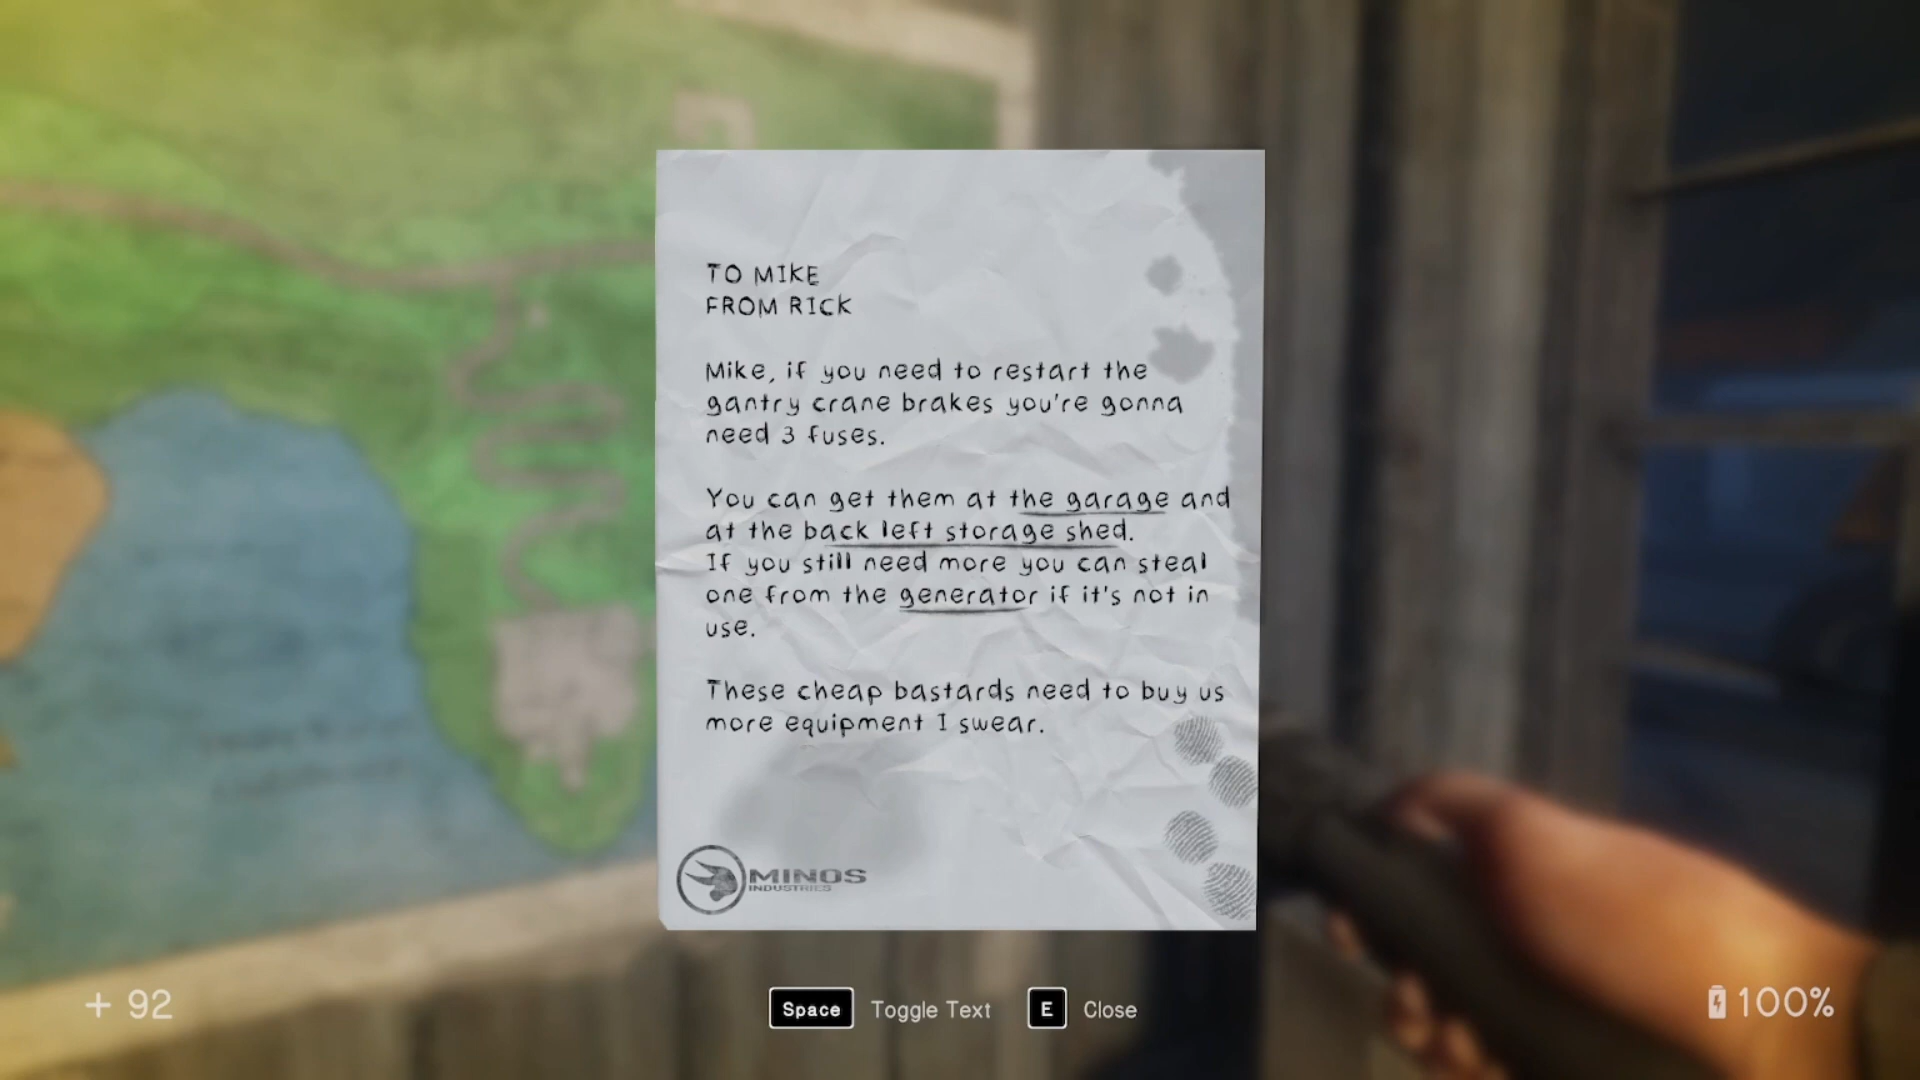 TO MIKE
FROM RICK
Mike, if you need to restart the
gantry crane brakes you're gonna
need 3 fuses.
You can get them at the garage and
at the back left storage shed.
If you still need more you can steal
one from the generator if it's not in
use.
These cheap bastards need to buy us
more equipment I swear.
MINOS
INDUSTRIES
+ 92
Space Toggle Text E Close
100%